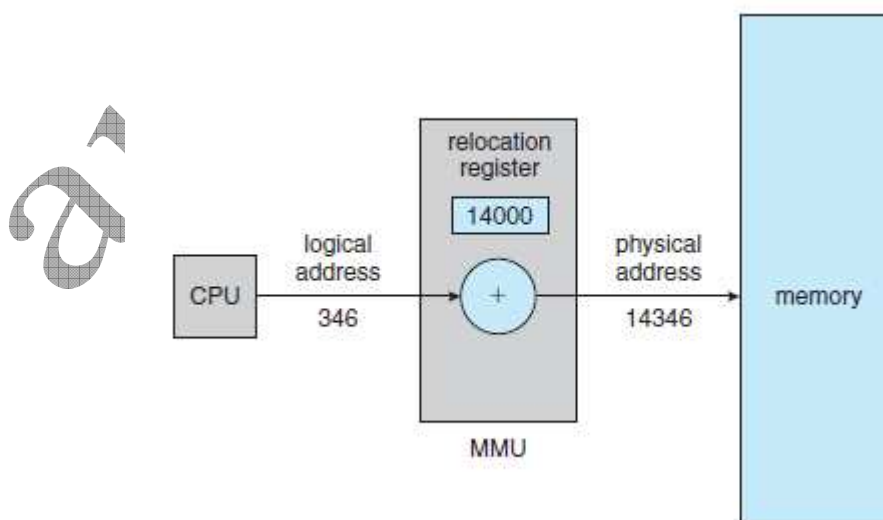 relocation
register
14000
logical
address
physical
address
CPU
+
memory
346
14346
MMU